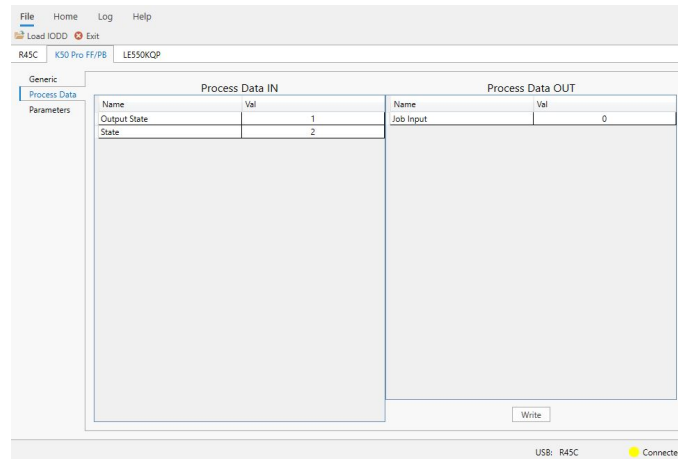 File Home Log Help
Load IODD Exit
R45C K50 Pro FF/PB LE550KQP
Generic
Process Data
Parameters
Process Data IN
Name Val
Output State 1
State 2
Process Data OUT
Name Val
Job Input 0
Write
USB: R45C Connecte